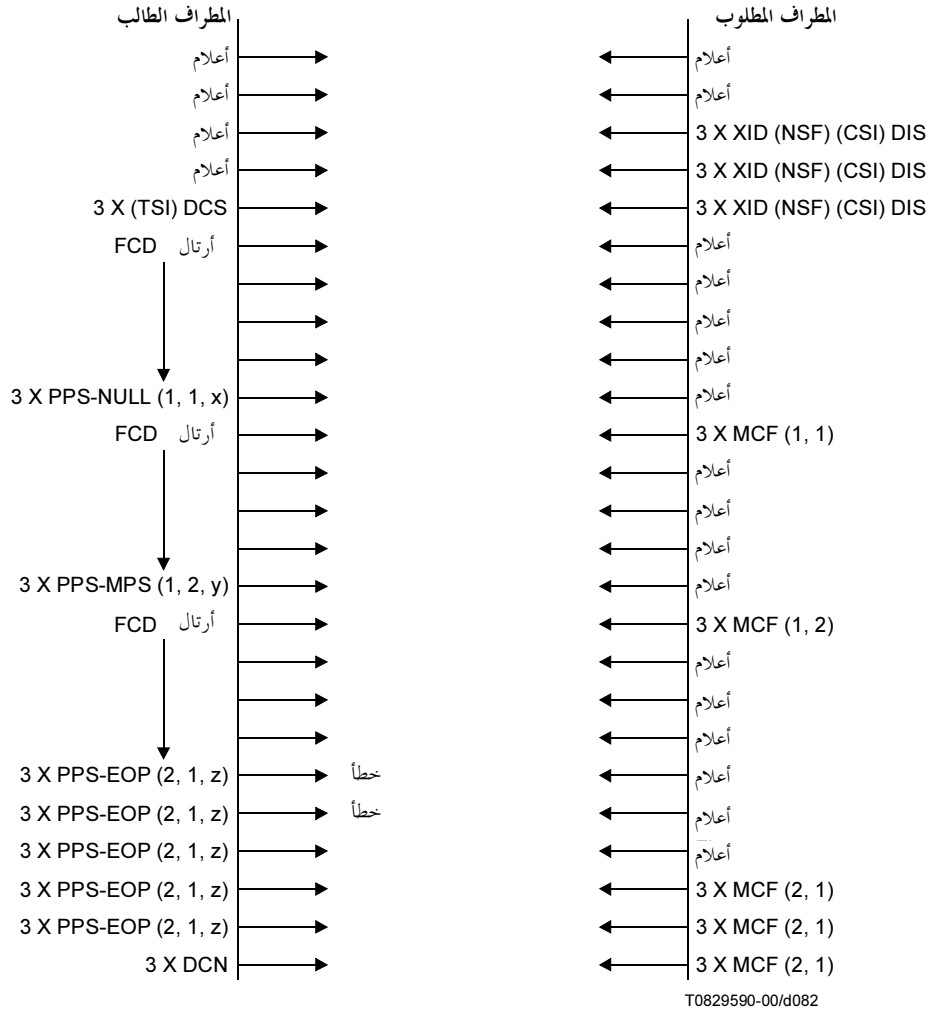 المطراف الطالب المطراف المطلوب
أعلام أعلام
أعلام أعلام
أعلام 3 X XID (NSF) (CSI) DIS
أعلام 3 X XID (NSF) (CSI) DIS
3 X (TSI) DCS 3 X XID (NSF) (CSI) DIS
أرتال FCD أعلام
أعلام
أعلام
أعلام
3 X PPS-NULL (1, 1, x) أعلام
أرتال FCD 3 X MCF (1, 1)
أعلام
أعلام
أعلام
3 X PPS-MPS (1, 2, y) أعلام
أرتال FCD 3 X MCF (1, 2)
أعلام
أعلام
أعلام
3 X PPS-EOP (2, 1, z) خطأ أعلام
3 X PPS-EOP (2, 1, z) خطأ أعلام
3 X PPS-EOP (2, 1, z) أعلام
3 X PPS-EOP (2, 1, z) 3 X MCF (2, 1)
3 X PPS-EOP (2, 1, z) 3 X MCF (2, 1)
3 X DCN 3 X MCF (2, 1)
T0829590-00/d082